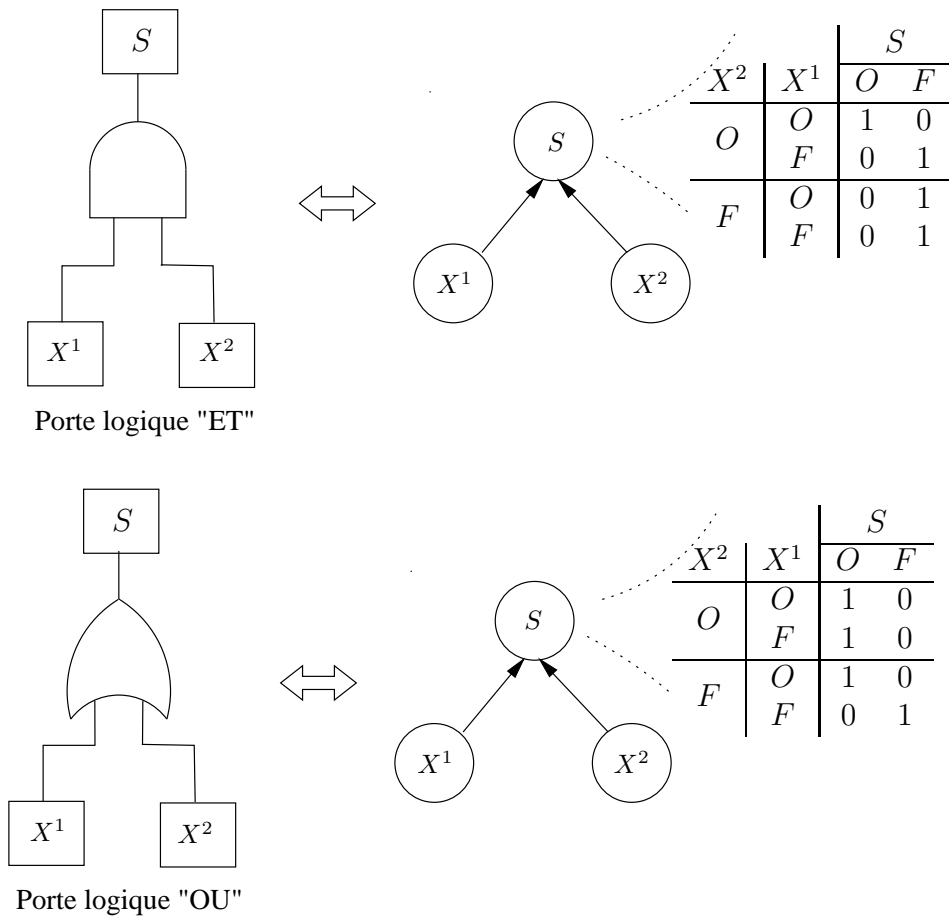 S
X¹ X²
Porte logique "ET"
S
X¹ X²
S
X² X¹ O F
O O 1 0
F 0 1
F O 0 1
F 0 1
S
X¹ X²
Porte logique "OU"
S
X¹ X²
S
X² X¹ O F
O O 1 0
F 1 0
F O 1 0
F 0 1